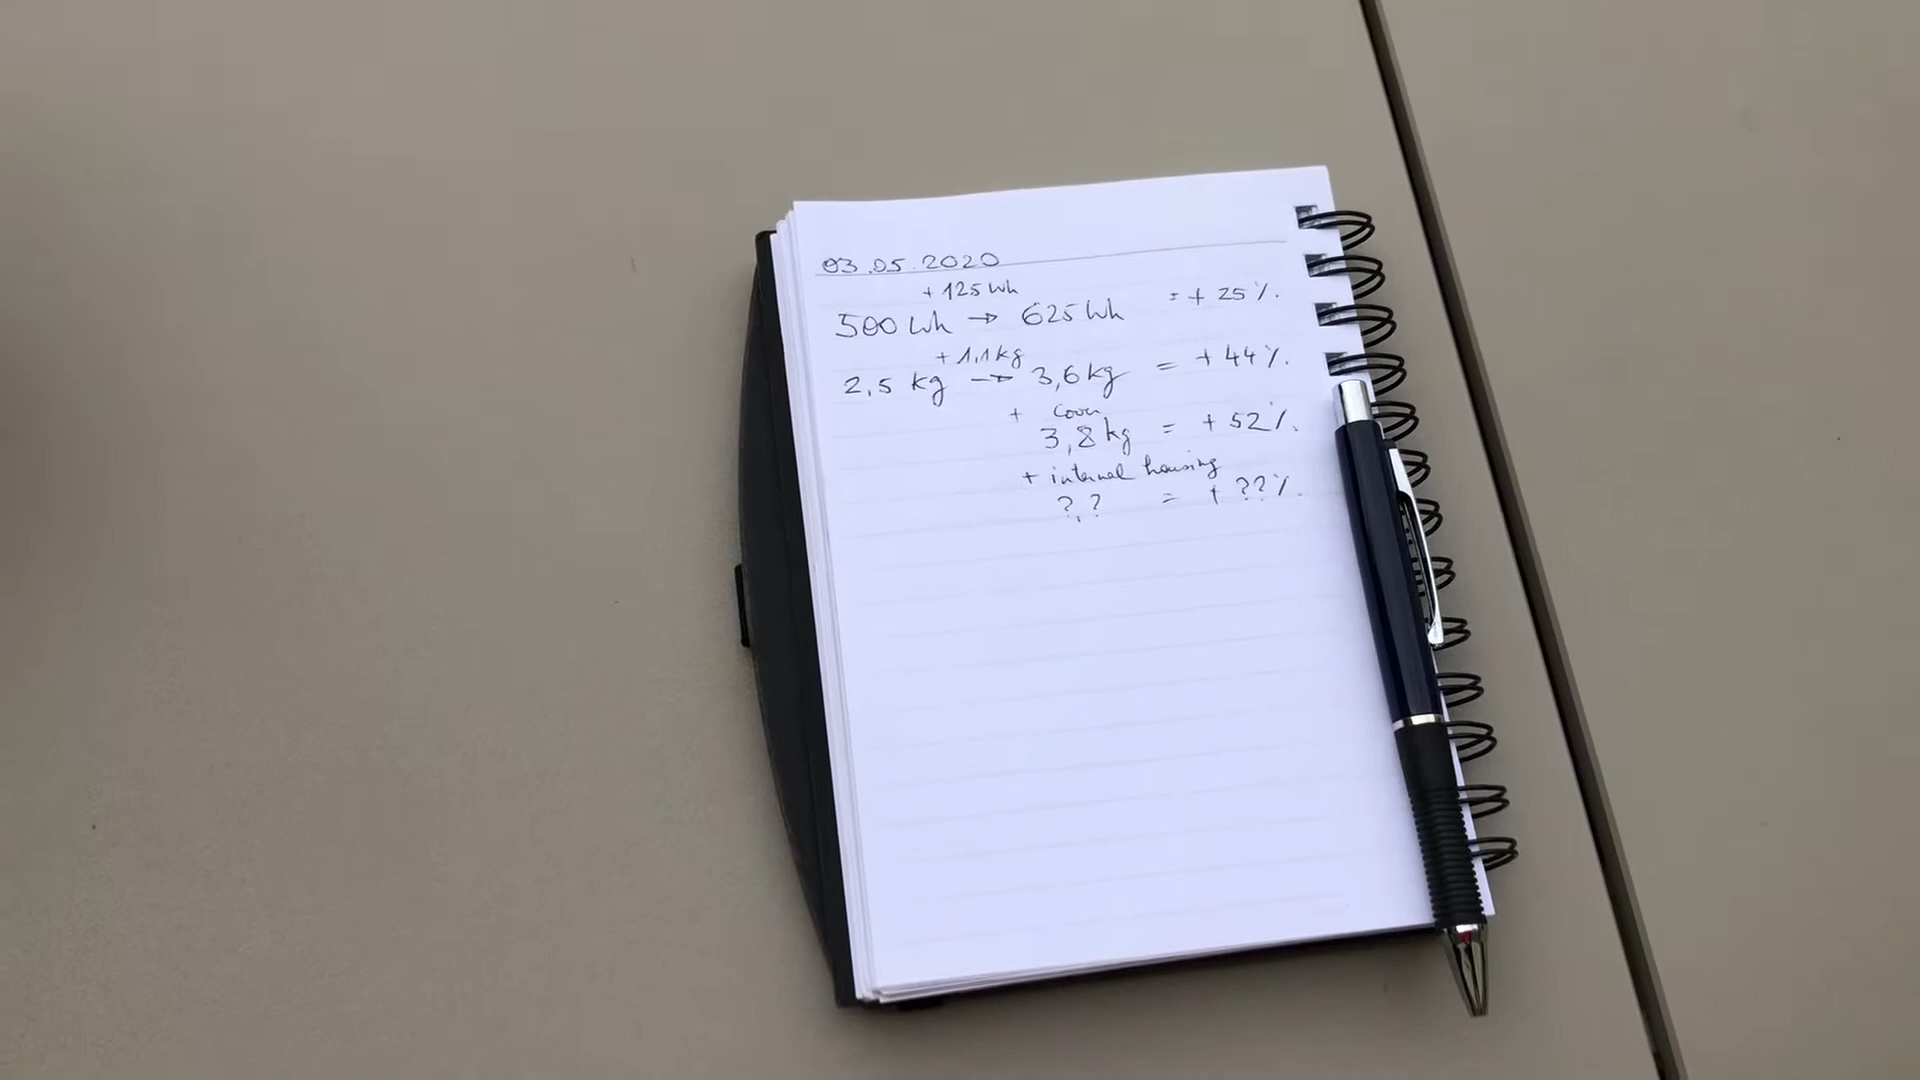 03.05.2020
+ 125 Wh
500 Wh → 625 Wh = + 25 %
+ 1,1 kg
2,5 kg → 3,6 kg = + 44 %
+ Cover
3,8 kg = + 52 %
+ internal housing
?,? = + ?? %